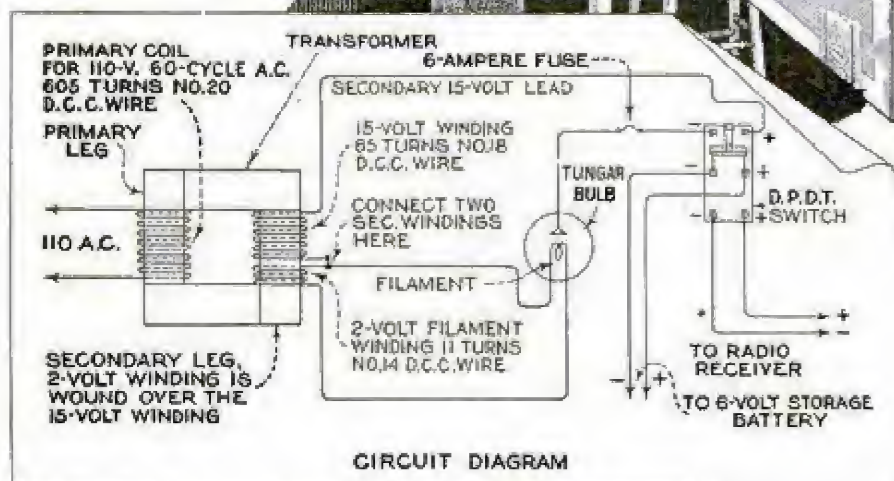 PRIMARY COIL
FOR 110-V. 60-CYCLE A.C.
605 TURNS NO.20
D.C.C. WIRE
PRIMARY
LEG
TRANSFORMER
6-AMPERE FUSE
SECONDARY 15-VOLT LEAD
15-VOLT WINDING
85 TURNS NO.18
D.C.C. WIRE
TUNGAR
BULB
CONNECT TWO
SEC. WINDINGS
HERE
110 A.C.
FILAMENT
2-VOLT FILAMENT
WINDING 11 TURNS
NO.14 D.C.C. WIRE
SECONDARY LEG,
2-VOLT WINDING IS
WOUND OVER THE
15-VOLT WINDING
- +
- +
D.P.D.T.
- + SWITCH
+
-
TO RADIO
RECEIVER
- +
TO 6-VOLT STORAGE
BATTERY
CIRCUIT DIAGRAM